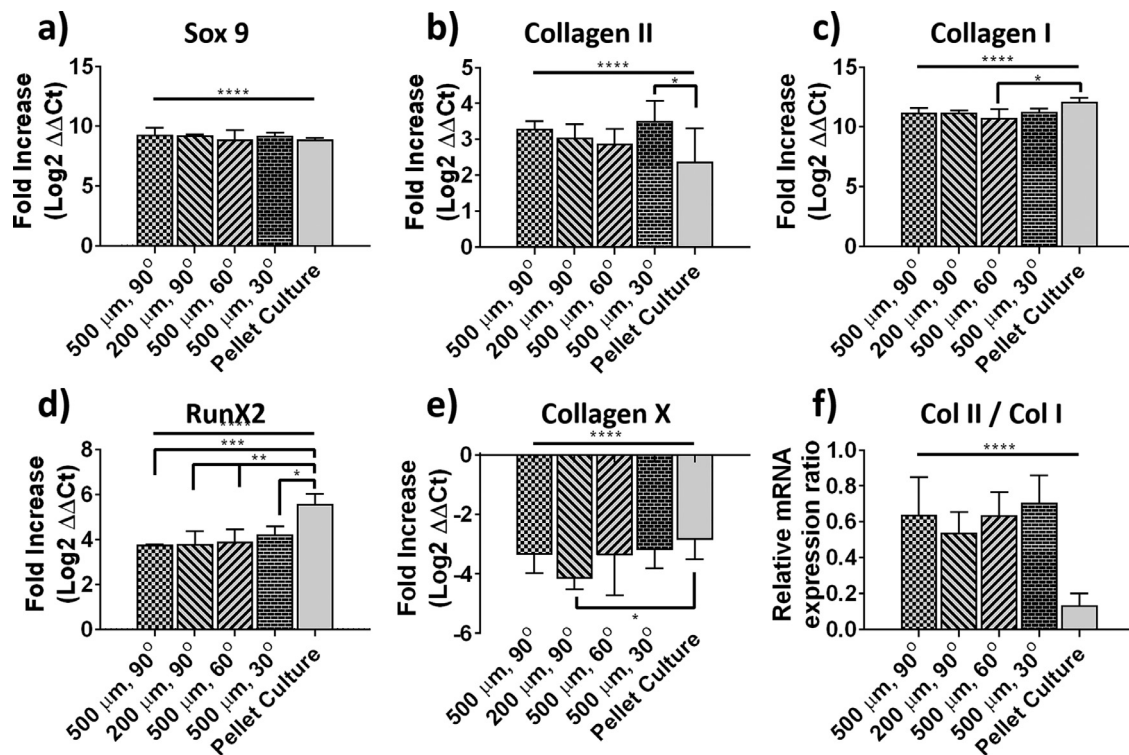 a)
Sox 9
Fold Increase
(Log2 ΔΔCt)
15
10
5
0
****
500 μm, 90°
200 μm, 90°
500 μm, 60°
500 μm, 30°
Pellet Culture
b)
Collagen II
Fold Increase
(Log2 ΔΔCt)
5
4
3
2
1
0
****
*
500 μm, 90°
200 μm, 90°
500 μm, 60°
500 μm, 30°
Pellet Culture
c)
Collagen I
Fold Increase
(Log2 ΔΔCt)
15
10
5
0
****
*
500 μm, 90°
200 μm, 90°
500 μm, 60°
500 μm, 30°
Pellet Culture
d)
RunX2
Fold Increase
(Log2 ΔΔCt)
8
6
4
2
0
****
***
**
*
500 μm, 90°
200 μm, 90°
500 μm, 60°
500 μm, 30°
Pellet Culture
e)
Collagen X
Fold Increase
(Log2 ΔΔCt)
-0
-2
-4
-6
****
*
500 μm, 90°
200 μm, 90°
500 μm, 60°
500 μm, 30°
Pellet Culture
f)
Col II / Col I
Relative mRNA
expression ratio
1.0
0.8
0.6
0.4
0.2
0.0
****
500 μm, 90°
200 μm, 90°
500 μm, 60°
500 μm, 30°
Pellet Culture